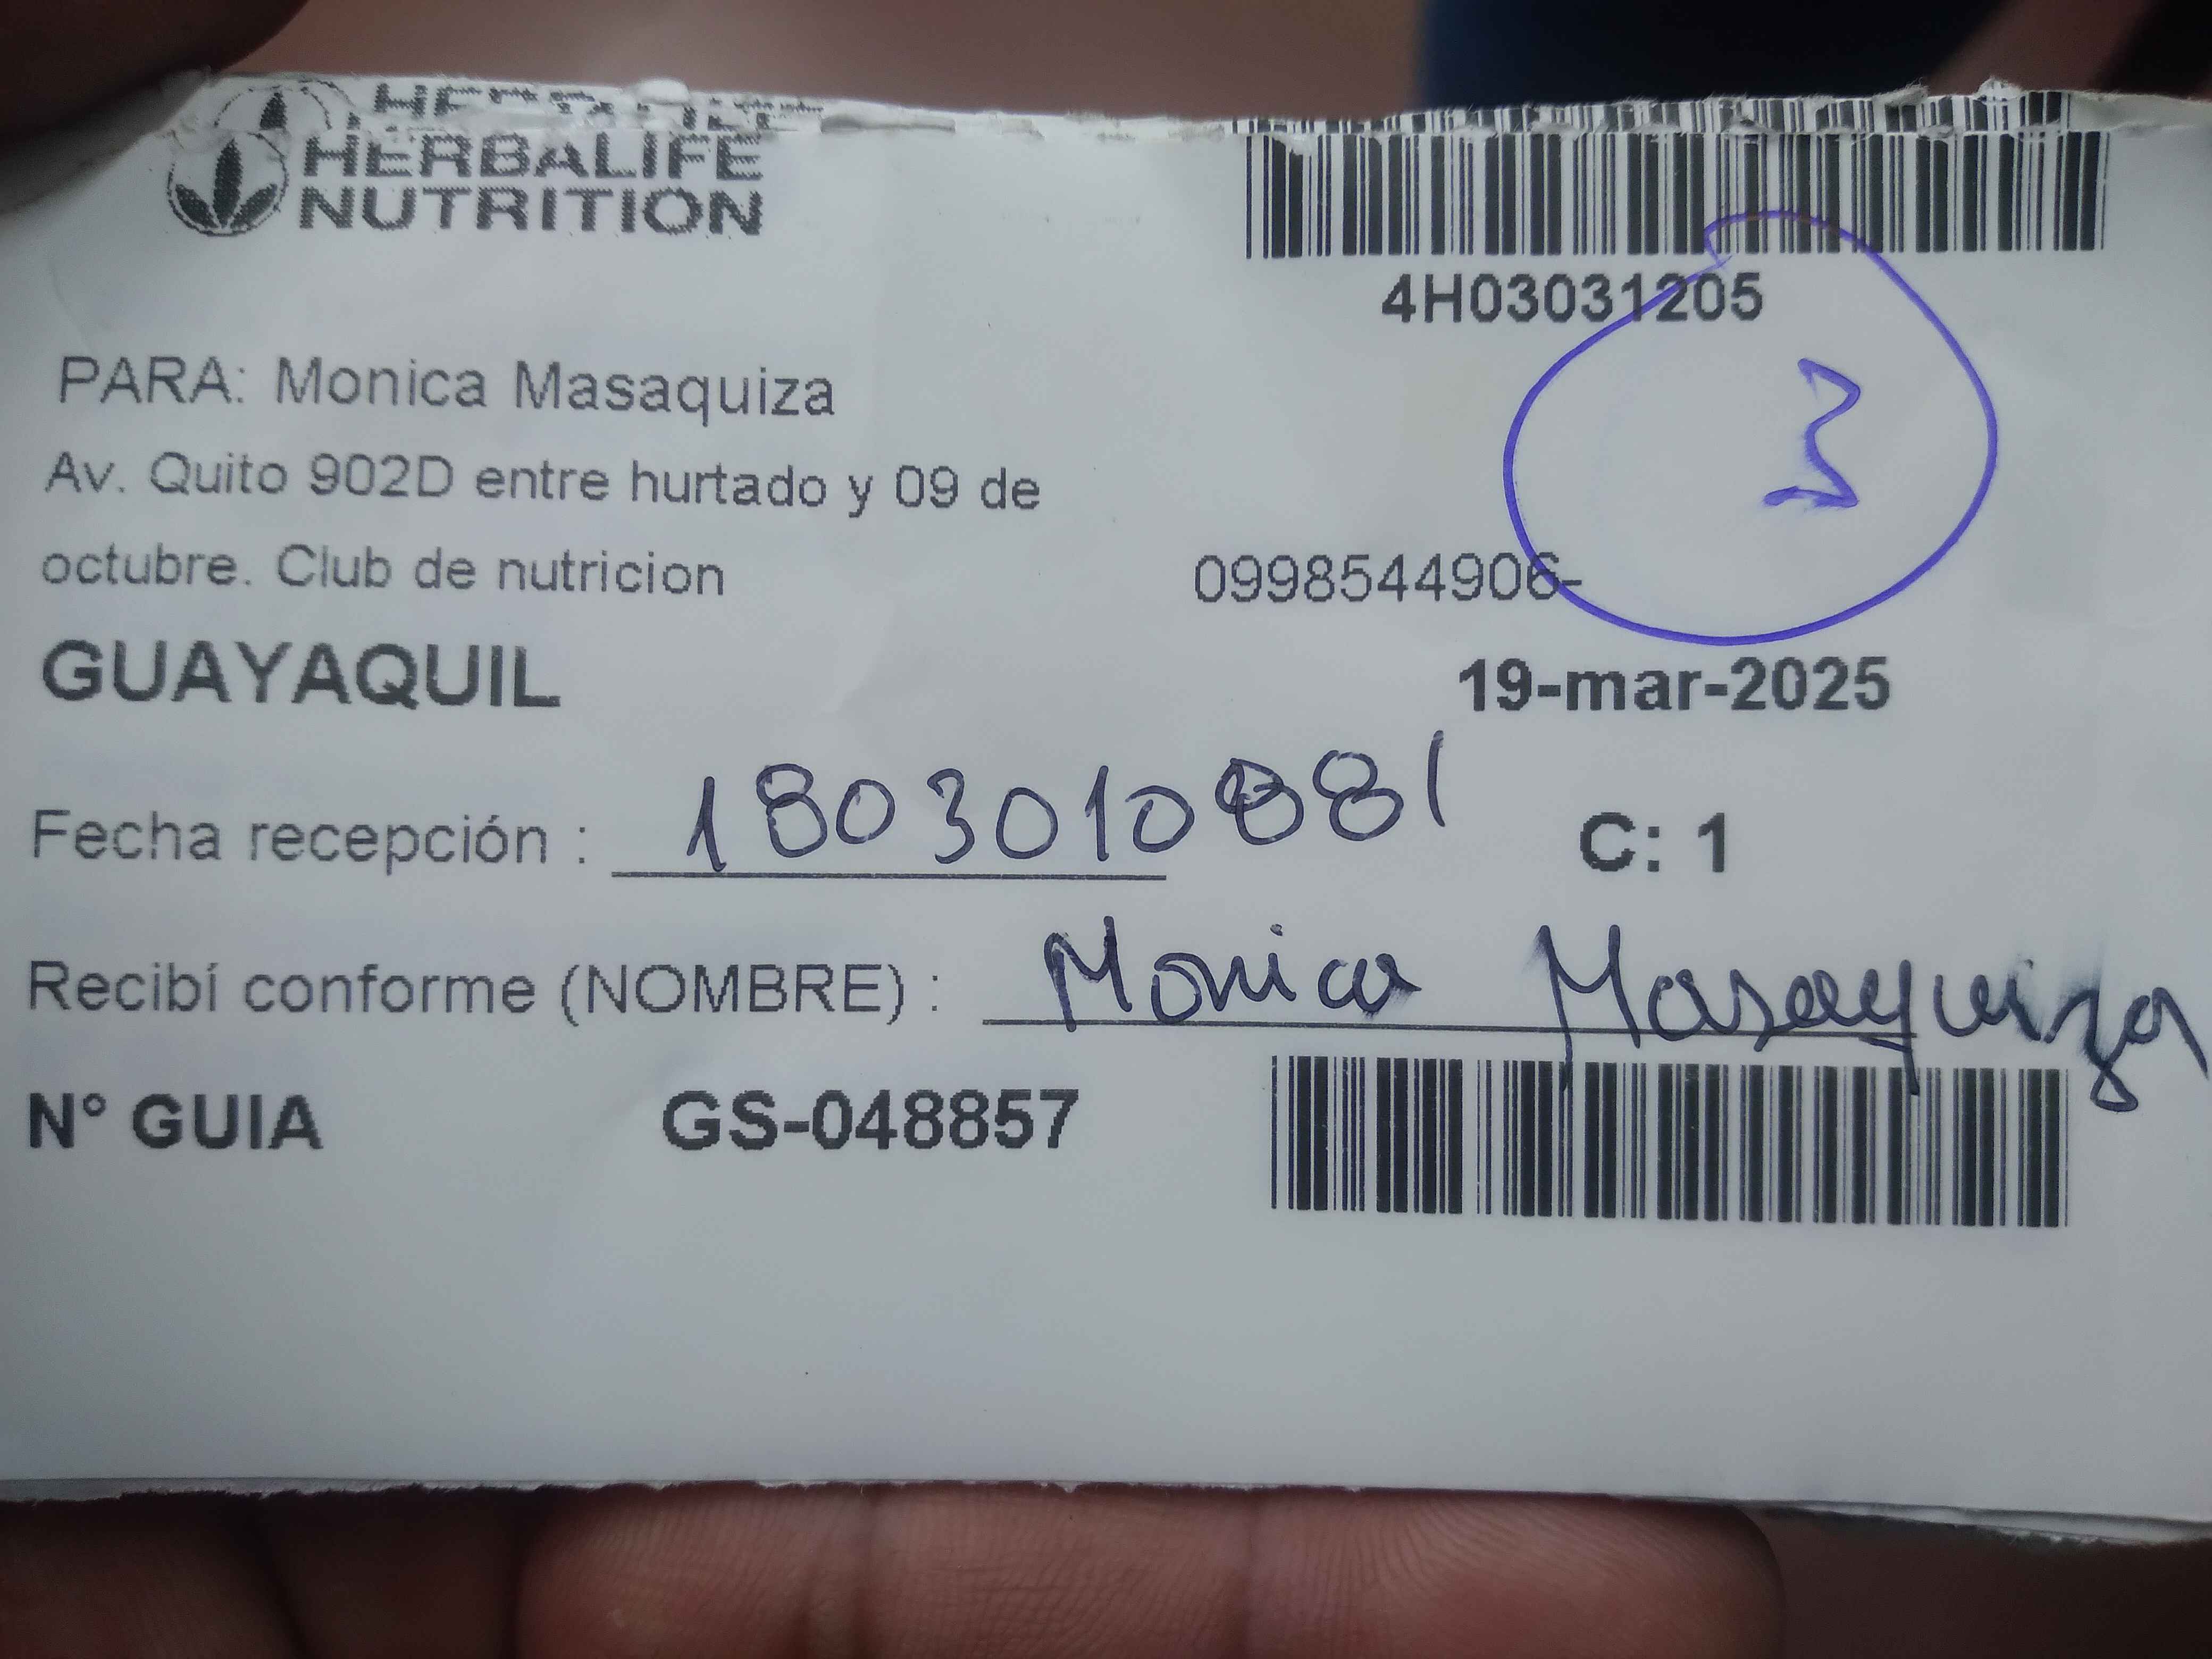 HERBALIFE
NUTRITION
4H03031205
3
PARA: Monica Masaquiza
Av. Quito 902D entre hurtado y 09 de
octubre. Club de nutricion
0998544906-
GUAYAQUIL
19-mar-2025
Fecha recepción : 1803010881
C: 1
Recibí conforme (NOMBRE) : Monica Masaquiza
N° GUIA GS-048857